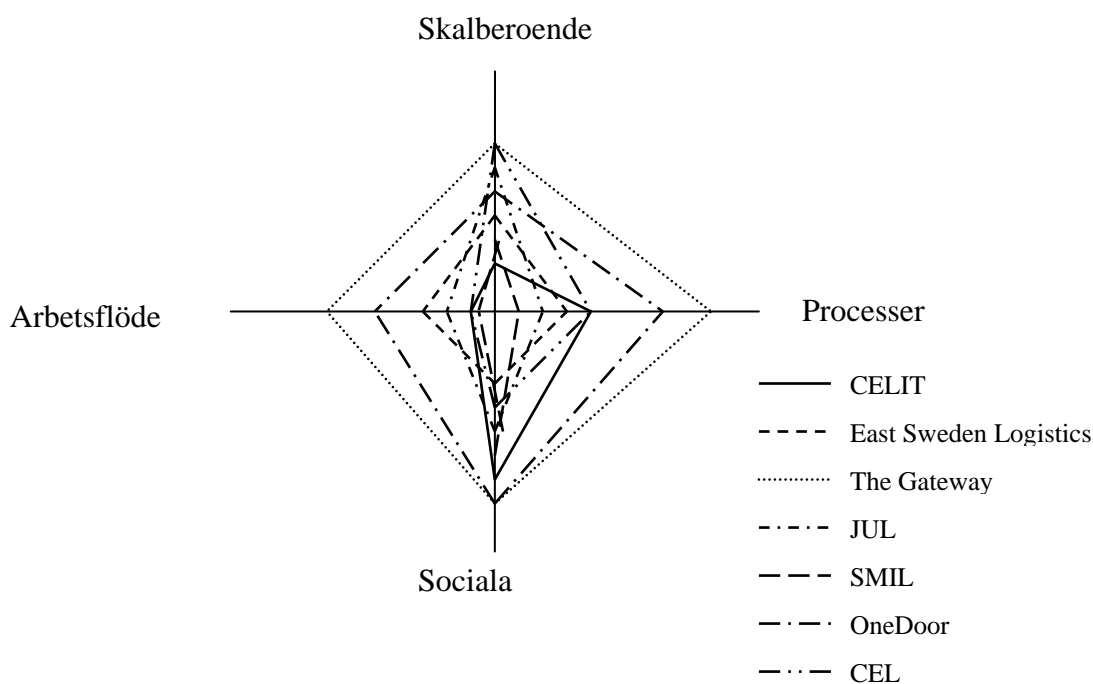 Skalberoende
Arbetsflöde
Processer
Sociala
CELIT
East Sweden Logistics
The Gateway
JUL
SMIL
OneDoor
CEL